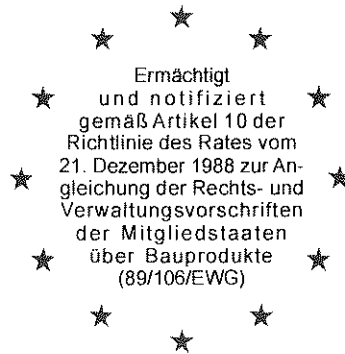 Ermächtigt
und notifiziert
gemäß Artikel 10 der
Richtlinie des Rates vom
21. Dezember 1988 zur An-
gleichung der Rechts- und
Verwaltungsvorschriften
der Mitgliedstaaten
über Bauprodukte
(89/106/EWG)